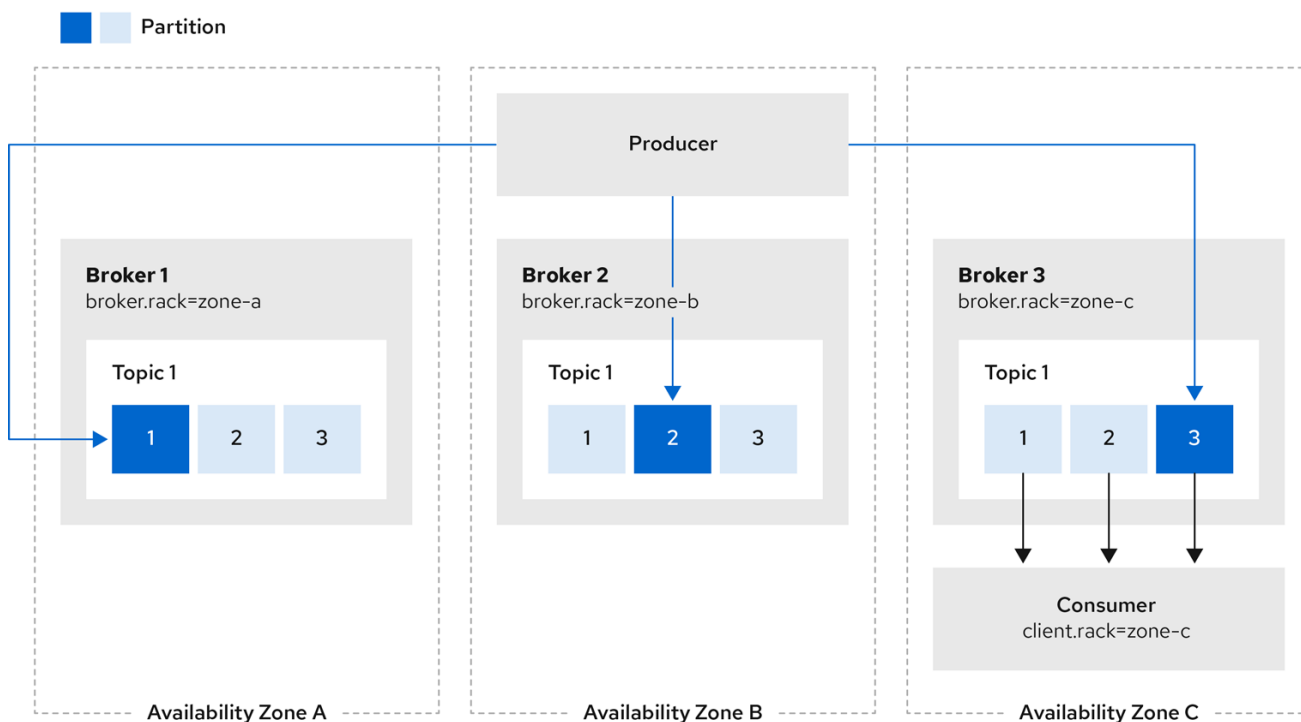 Partition
Producer
Broker 1
broker.rack=zone-a
Topic 1
1 2 3
Broker 2
broker.rack=zone-b
Topic 1
1 2 3
Broker 3
broker.rack=zone-c
Topic 1
1 2 3
Consumer
client.rack=zone-c
Availability Zone A
Availability Zone B
Availability Zone C